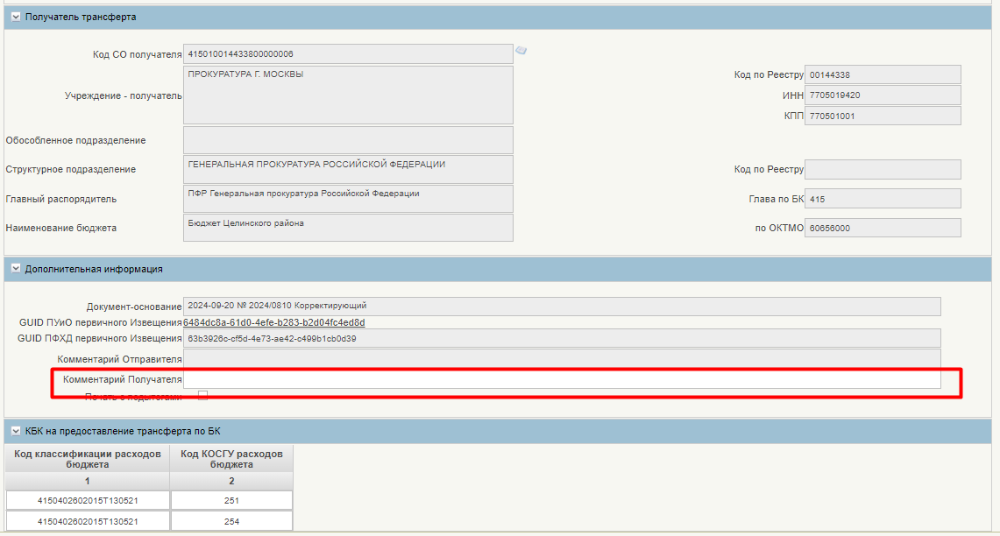 Получатель трансферта
Код СО получателя 415010014433800000006
Учреждение - получатель ПРОКУРАТУРА Г. МОСКВЫ
Код по Реестру 00144338
ИНН 7705019420
КПП 770501001
Обособленное подразделение
Структурное подразделение ГЕНЕРАЛЬНАЯ ПРОКУРАТУРА РОССИЙСКОЙ ФЕДЕРАЦИИ Код по Реестру
Главный распорядитель ПФР Генеральная прокуратура Российской Федерации Глава по БК 415
Наименование бюджета Бюджет Целинского района по ОКТМО 60656000
Дополнительная информация
Документ-основание 2024-09-20 № 2024/0810 Корректирующий
GUID ПУиО первичного Извещения 6484dc8a-61d0-4efe-b283-b2d04fc4ed8d
GUID ПФХД первичного Извещения 63b3926c-cf5d-4e73-ae42-c499b1cb0d39
Комментарий Отправителя
Комментарий Получателя
Печать с подытогами
КБК на предоставление трансферта по БК
Код классификации расходов бюджета Код КОСГУ расходов бюджета
1 2
4150402602015T130521 251
4150402602015T130521 254